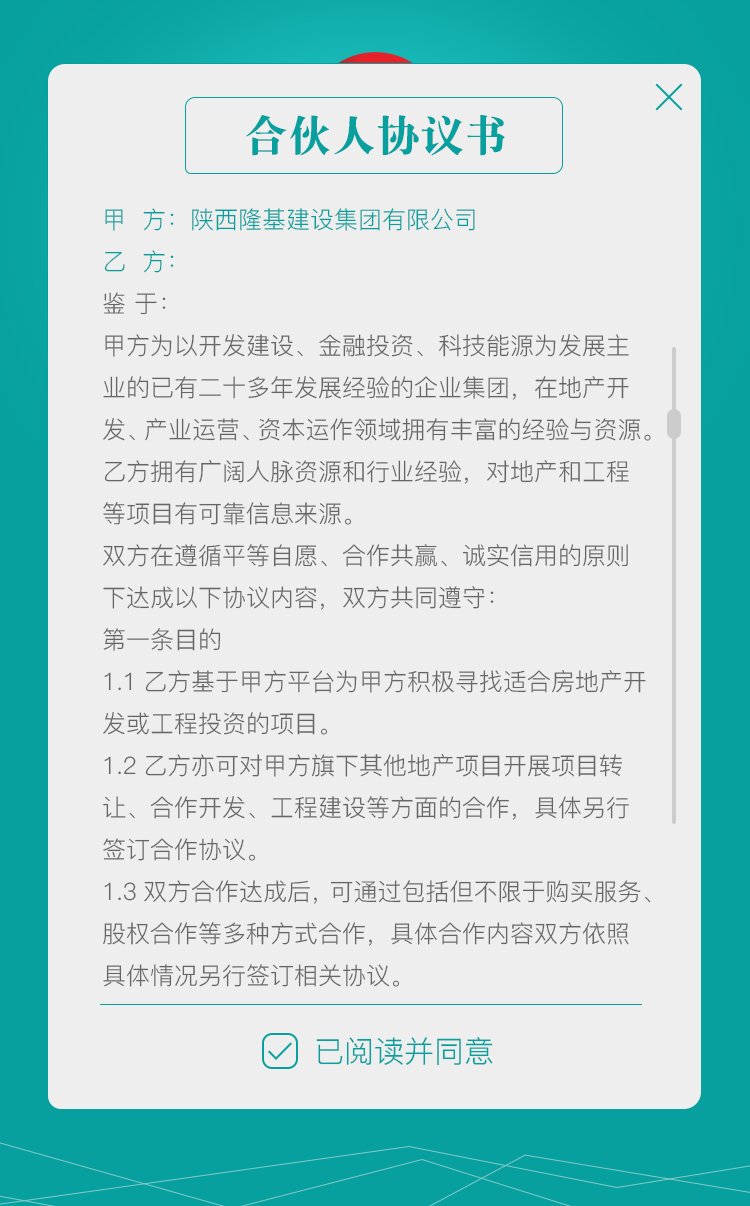 合伙人协议书
甲 方：陕西隆基建设集团有限公司
乙 方：
鉴 于：
甲方为以开发建设、金融投资、科技能源为发展主
业的已有二十多年发展经验的企业集团，在地产开
发、产业运营、资本运作领域拥有丰富的经验与资源。
乙方拥有广阔人脉资源和行业经验，对地产和工程
等项目有可靠信息来源。
双方在遵循平等自愿、合作共赢、诚实信用的原则
下达成以下协议内容，双方共同遵守：
第一条目的
1.1 乙方基于甲方平台为甲方积极寻找适合房地产开
发或工程投资的项目。
1.2 乙方亦可对甲方旗下其他地产项目开展项目转
让、合作开发、工程建设等方面的合作，具体另行
签订合作协议。
1.3 双方合作达成后，可通过包括但不限于购买服务、
股权合作等多种方式合作，具体合作内容双方依照
具体情况另行签订相关协议。
已阅读并同意